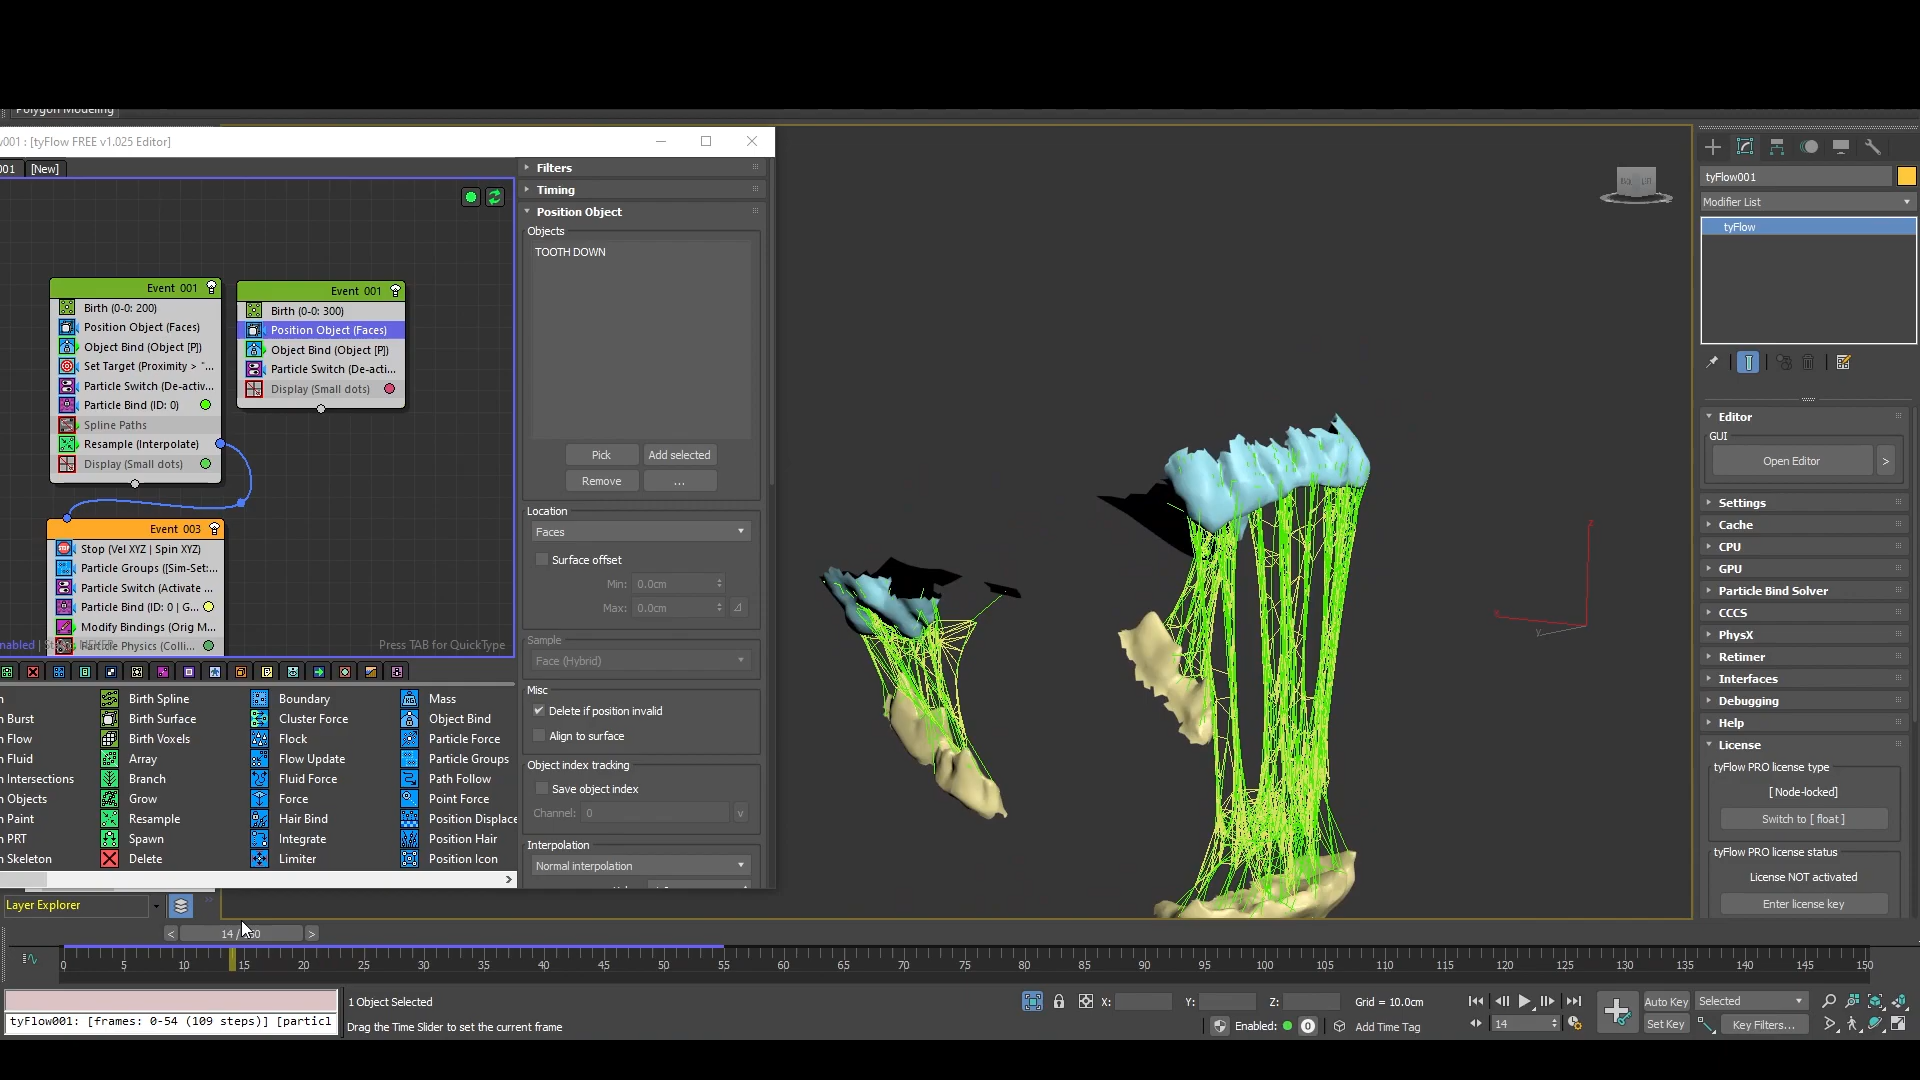 Polygon Modeling
v001 : [tyFlow FREE v1.025 Editor]
001
[New]
Event 001
Birth (0-0: 200)
Position Object (Faces)
Object Bind (Object [P])
Set Target (Proximity > "...
Particle Switch (De-activ...
Particle Bind (ID: 0)
Spline Paths
Resample (Interpolate)
Display (Small dots)
Event 001
Birth (0-0: 300)
Position Object (Faces)
Object Bind (Object [P])
Particle Switch (De-acti...
Display (Small dots)
Event 003
Stop (Vel XYZ | Spin XYZ)
Particle Groups ([Sim-Set:...
Particle Switch (Activate ...
Particle Bind (ID: 0 | G...
Modify Bindings (Orig M...
Particle Physics (Colli...
Press TAB for QuickType
Birth Spline
Boundary
Mass
Burst
Birth Surface
Cluster Force
Object Bind
Flow
Birth Voxels
Flock
Particle Force
Fluid
Array
Flow Update
Particle Groups
Intersections
Branch
Fluid Force
Path Follow
Objects
Grow
Force
Point Force
Paint
Resample
Hair Bind
Position Displace
PRT
Spawn
Integrate
Position Hair
Skeleton
Delete
Limiter
Position Icon
Filters
Timing
Position Object
Objects
TOOTH DOWN
Pick
Add selected
Remove
...
Location
Faces
Surface offset
Min: 0.0cm
Max: 0.0cm
Sample
Face (Hybrid)
Misc
Delete if position invalid
Align to surface
Object index tracking
Save object index
Channel: 0
v
Interpolation
Normal interpolation
z
x
y
tyFlow001
Modifier List
tyFlow
Editor
GUI
Open Editor
>
Settings
Cache
CPU
GPU
Particle Bind Solver
CCCS
PhysX
Retimer
Interfaces
Debugging
Help
License
tyFlow PRO license type
[ Node-locked]
Switch to [ float ]
tyFlow PRO license status
License NOT activated
Enter license key
Layer Explorer
<
>
0 5 10 15 20 25 30 35 40 45 50 55 60 65 70 75 80 85 90 95 100 105 110 115 120 125 130 135 140 145 150
tyFlow001: [frames: 0-54 (109 steps)] [particl
1 Object Selected
Drag the Time Slider to set the current frame
X:
Y:
Z:
Grid = 10.0cm
Enabled:
0
Add Time Tag
14
Auto Key
Selected
Set Key
Key Filters...